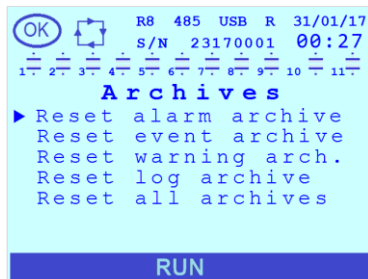 OK R8 485 USB R 31/01/17
S/N 23170001 00:27
1 2 3 4 5 6 7 8 9 10 11
Archives
Reset alarm archive
Reset event archive
Reset warning arch.
Reset log archive
Reset all archives
RUN